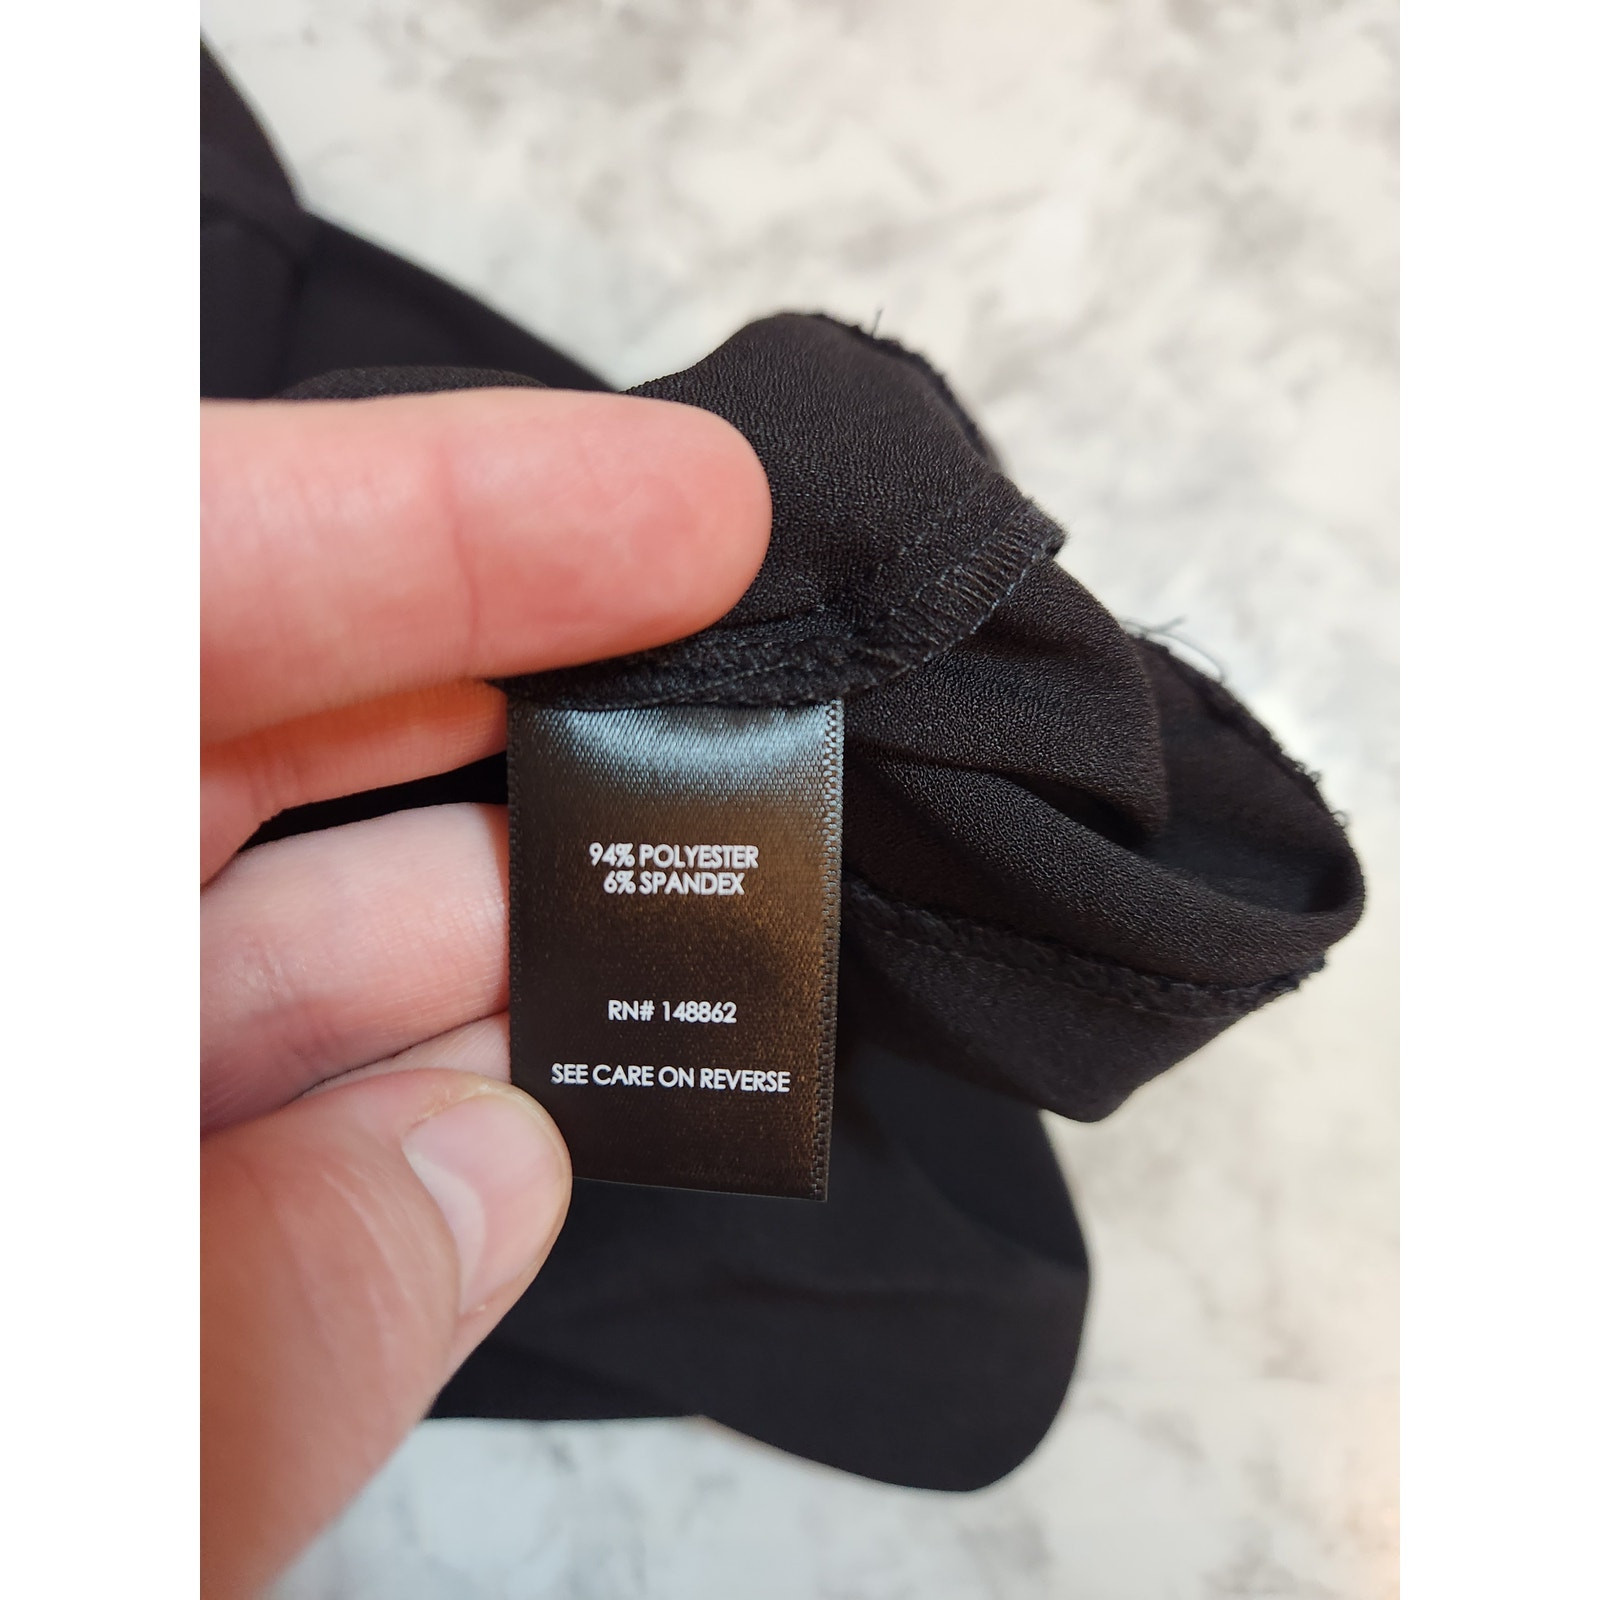 94% POLYESTER
6% SPANDEX
RN# 148862
SEE CARE ON REVERSE